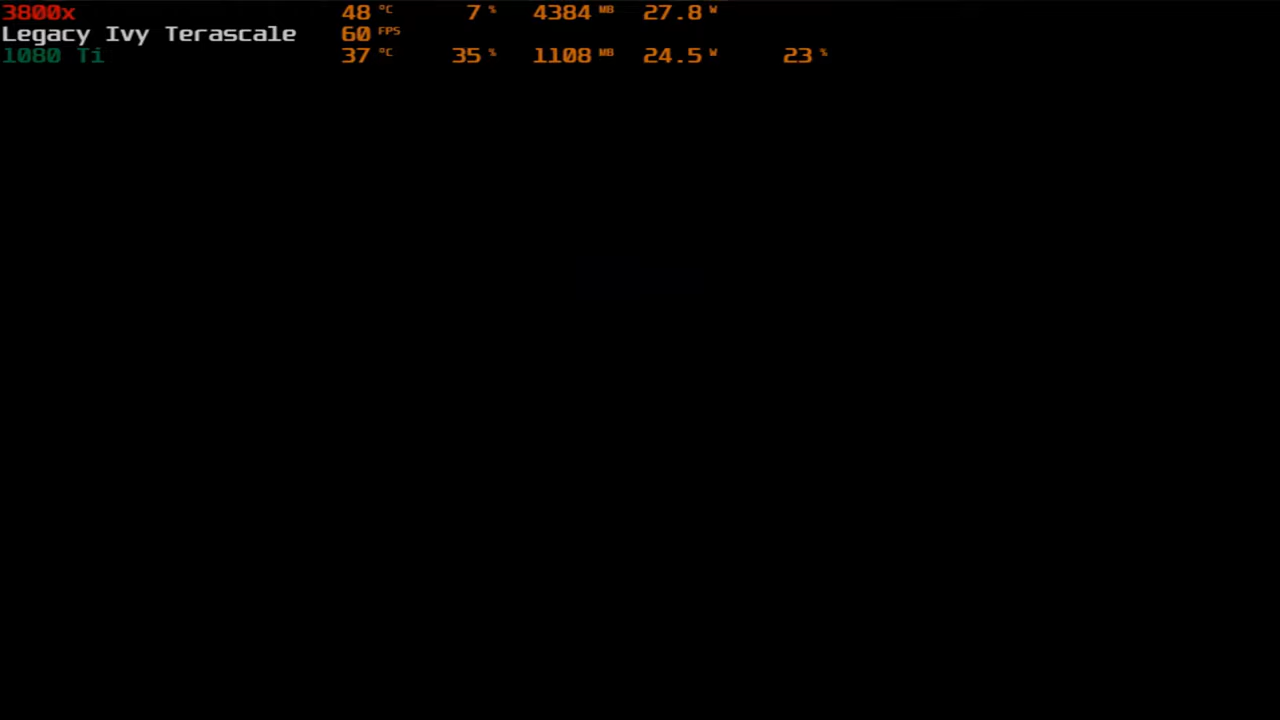 3800x 48 °C 7 % 4384 MB 27.8 W
Legacy Ivy Terascale 60 FPS
1080 Ti 37 °C 35 % 1108 MB 24.5 W 23 %